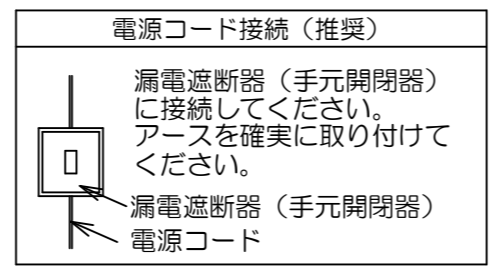 電源コード接続（推奨）
漏電遮断器（手元開閉器）
に接続してください。
アースを確実に取り付けて
ください。
漏電遮断器（手元開閉器）
電源コード